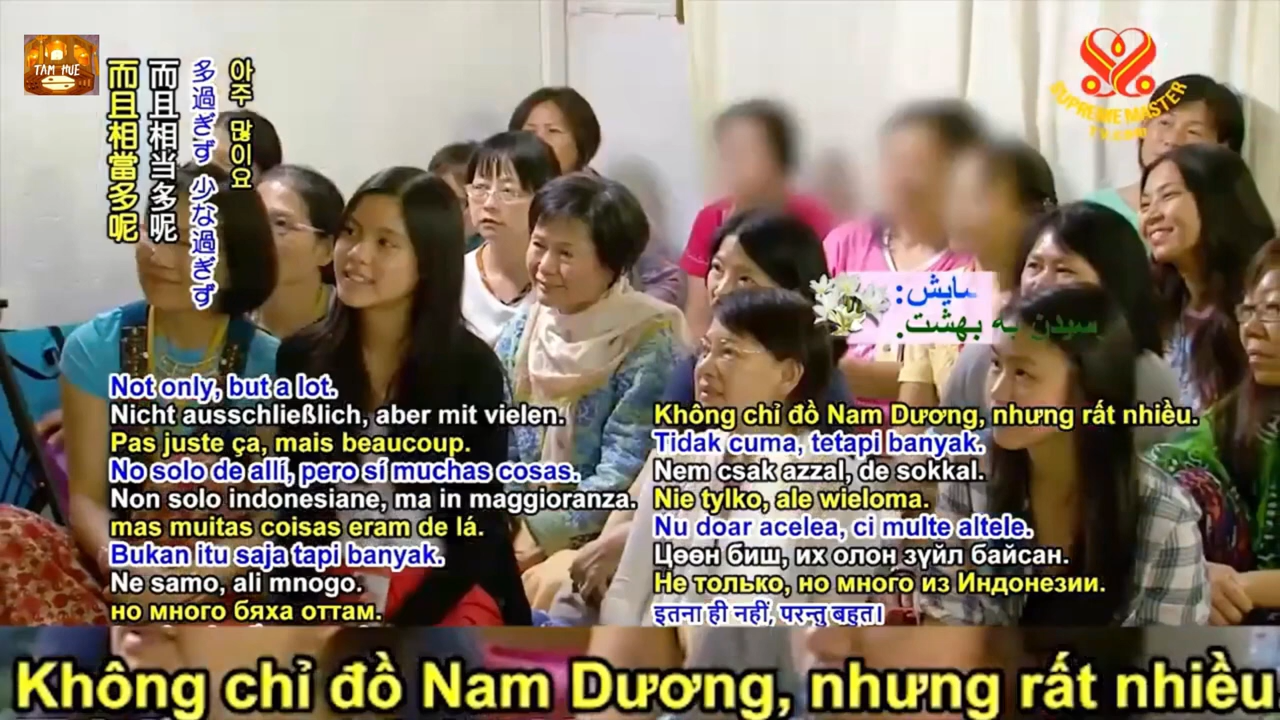 TAM HUE
SUPREME MASTER
아주 많이요
多過ぎず 少な過ぎず
而且相当多呢
而且相當多呢
سیدن به بهشت.
Not only, but a lot.
Nicht ausschließlich, aber mit vielen.
Pas juste ça, mais beaucoup.
No solo de allí, pero sí muchas cosas.
Non solo indonesiane, ma in maggioranza.
mas muitas coisas eram de lá.
Bukan itu saja tapi banyak.
Ne samo, ali mnogo.
но много бяха оттам.
Không chỉ đồ Nam Dương, nhưng rất nhiều.
Tidak cuma, tetapi banyak.
Nem csak azzal, de sokkal.
Nie tylko, ale wieloma.
Nu doar acelea, ci multe altele.
Цөөн биш, их олон зүйл байсан.
Не только, но много из Индонезии.
इतना ही नहीं, परन्तु बहुत।
Không chỉ đồ Nam Dương, nhưng rất nhiều